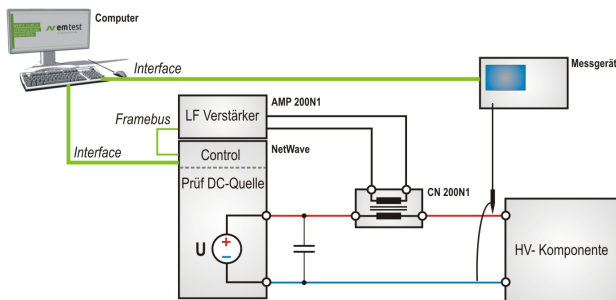 Computer
emtest
Interface
Messgerät
AMP 200N1
LF Verstärker
Framebus
NetWave
Interface
Control
Prüf DC-Quelle
CN 200N1
U
+
−
HV- Komponente